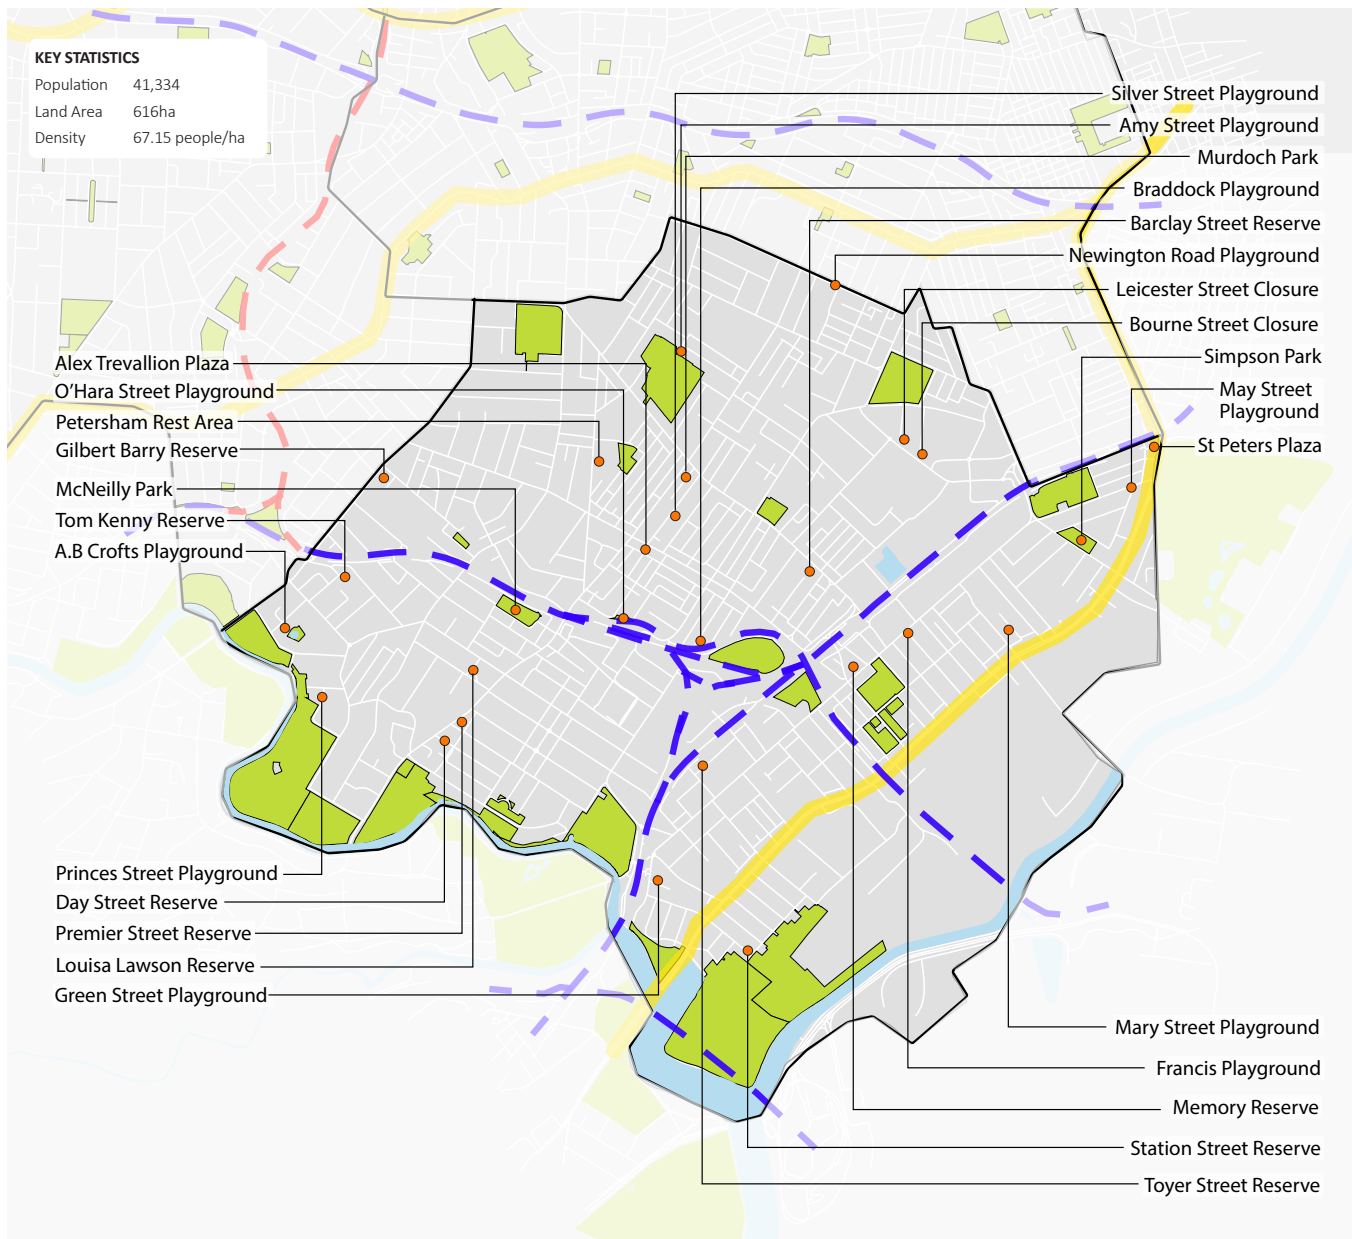 KEY STATISTICS
Population 41,334
Land Area 616ha
Density 67.15 people/ha
Silver Street Playground
Amy Street Playground
Murdoch Park
Braddock Playground
Barclay Street Reserve
Newington Road Playground
Leicester Street Closure
Bourne Street Closure
Simpson Park
May Street
Playground
St Peters Plaza
Alex Trevallion Plaza
O'Hara Street Playground
Petersham Rest Area
Gilbert Barry Reserve
McNeilly Park
Tom Kenny Reserve
A.B Crofts Playground
Princes Street Playground
Day Street Reserve
Premier Street Reserve
Louisa Lawson Reserve
Green Street Playground
Mary Street Playground
Francis Playground
Memory Reserve
Station Street Reserve
Toyer Street Reserve